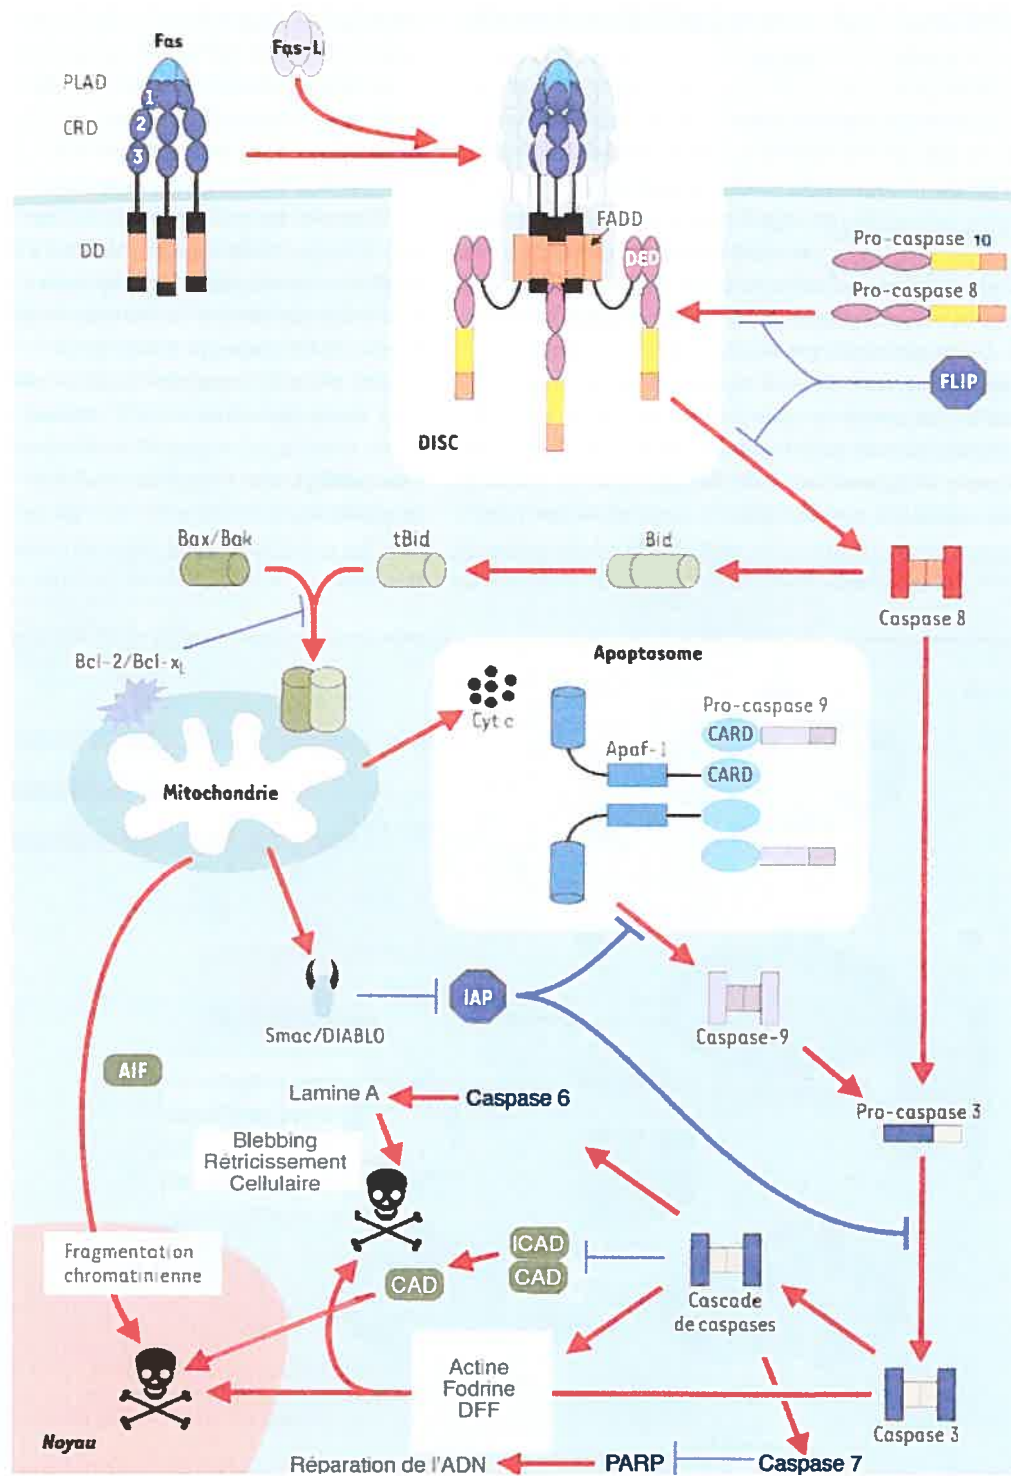 Fas
Fas-L
PLAD
1
CRD
2
3
DD
FADD
DED
Pro-caspase 10
Pro-caspase 8
FLIP
DISC
Bax/Bak
tBid
Bid
Caspase 8
Bcl-2/Bcl-xL
Apoptosome
Cyt c
Pro-caspase 9
CARD
Apaf-1
CARD
Mitochondrie
Smac/DIABLO
IAP
Caspase-9
AIF
Lamine A
Caspase 6
Pro-caspase 3
Blebbing
Rétricissement
Cellulaire
Fragmentation
chromatinienne
ICAD
CAD
CAD
Cascade
de caspases
Actine
Fodrine
DFF
Caspase 3
Noyau
Réparation de l'ADN
PARP
Caspase 7